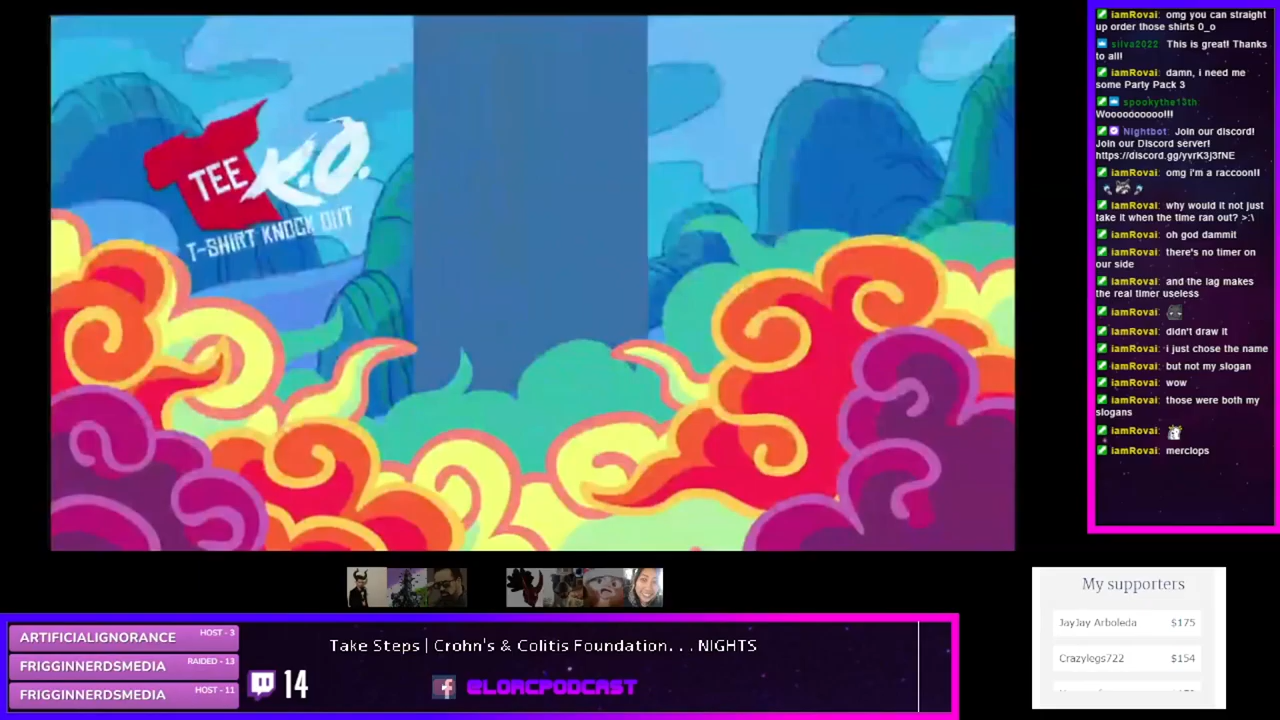 TEE K.O.
T-SHIRT KNOCK OUT
iamRovai: omg you can straight
up order those shirts 0_o
silva2022: This is great! Thanks
to all!
iamRovai: damn, i need me
some Party Pack 3
spookythe13th:
Wooooooooo!!!
Nightbot: Join our discord!
Join our Discord server!
https://discord.gg/yvrK3j3fNE
iamRovai: omg i'm a raccoon!!
iamRovai: why would it not just
take it when the time ran out? >:\
iamRovai: oh god dammit
iamRovai: there's no timer on
our side
iamRovai: and the lag makes
the real timer useless
iamRovai:
iamRovai: didn't draw it
iamRovai: i just chose the name
iamRovai: but not my slogan
iamRovai: wow
iamRovai: those were both my
slogans
iamRovai:
iamRovai: merclops
My supporters
JayJay Arboleda $175
Crazylegs722 $154
ARTIFICIALIGNORANCE HOST - 3
FRIGGINNERDSMEDIA RAIDED - 13
FRIGGINNERDSMEDIA HOST - 11
14
Take Steps | Crohn's & Colitis Foundation. . . NIGHTS
@LORCPODCAST